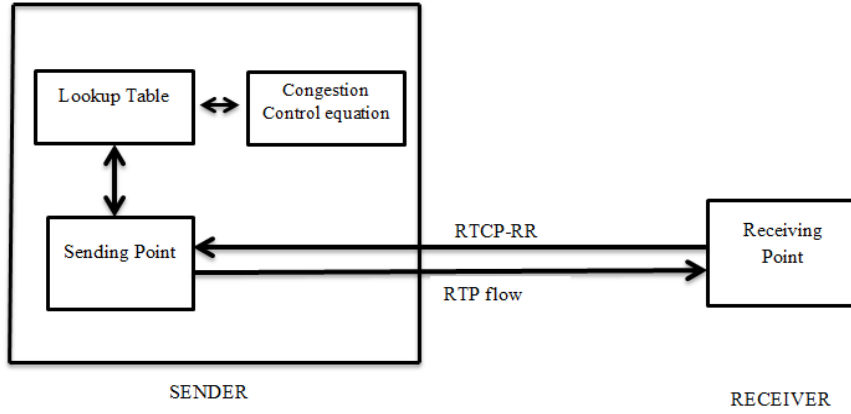 Lookup Table
Congestion
Control equation
Sending Point
RTCP-RR
RTP flow
Receiving
Point
SENDER
RECEIVER